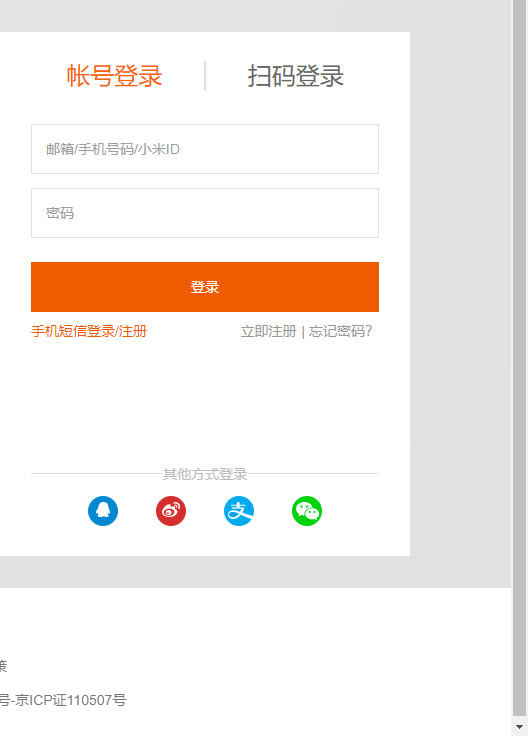 帐号登录 扫码登录
邮箱/手机号码/小米ID
密码
登录
手机短信登录/注册 立即注册 | 忘记密码?
其他方式登录
支
策
号-京ICP证110507号